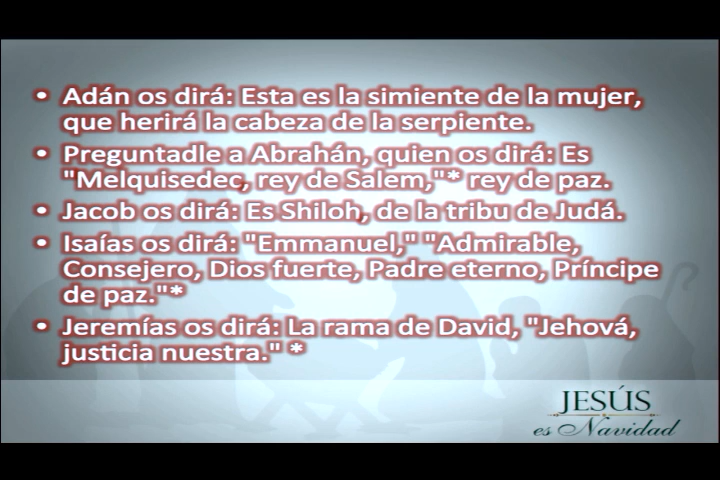 • Adán os dirá: Esta es la simiente de la mujer,
que herirá la cabeza de la serpiente.
• Preguntadle a Abrahán, quien os dirá: Es
"Melquisedec, rey de Salem,"* rey de paz.
• Jacob os dirá: Es Shiloh, de la tribu de Judá.
• Isaías os dirá: "Emmanuel," "Admirable,
Consejero, Dios fuerte, Padre eterno, Príncipe
de paz."*
• Jeremías os dirá: La rama de David, "Jehová,
justicia nuestra." *
JESÚS
es Navidad